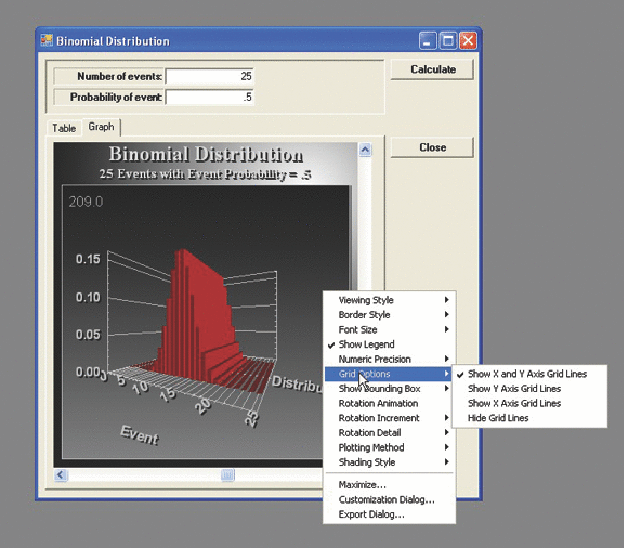 Binomial Distribution
Number of events: 25
Calculate
Probability of event .5
Table Graph
Close
Binomial Distribution
25 Events with Event Probability = .5
209.0
0.15
0.10
0.05
0 5 10 15 20 25
Distribu
Event
Viewing Style
Border Style
Font Size
Show Legend
Numeric Precision
Grid Options
Show X and Y Axis Grid Lines
Show Bounding Box
Show Y Axis Grid Lines
Rotation Animation
Show X Axis Grid Lines
Rotation Increment
Hide Grid Lines
Rotation Detail
Plotting Method
Shading Style
Maximize...
Customization Dialog...
Export Dialog...